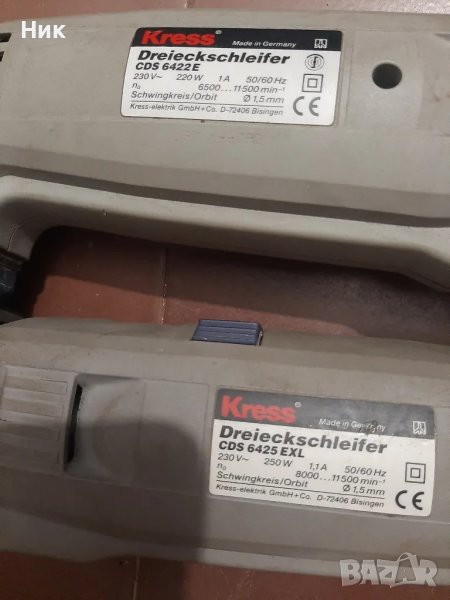 Ник
Kress Made in Germany
Dreieckschleifer
CDS 6422 E
230 V~ 220 W 1 A 50/60 Hz
n₀ 6500...11500 min⁻¹
Schwingkreis/Orbit Ø 1,5 mm
Kress-elektrik GmbH+Co. D-72406 Bisingen
Kress Made in Germany
Dreieckschleifer
CDS 6425 EXL
230 V~ 250 W 1,1 A 50/60 Hz
n₀ 8000...11500 min⁻¹
Schwingkreis/Orbit Ø 1,5 mm
Kress-elektrik GmbH+Co. D-72406 Bisingen
CE
BAZAR